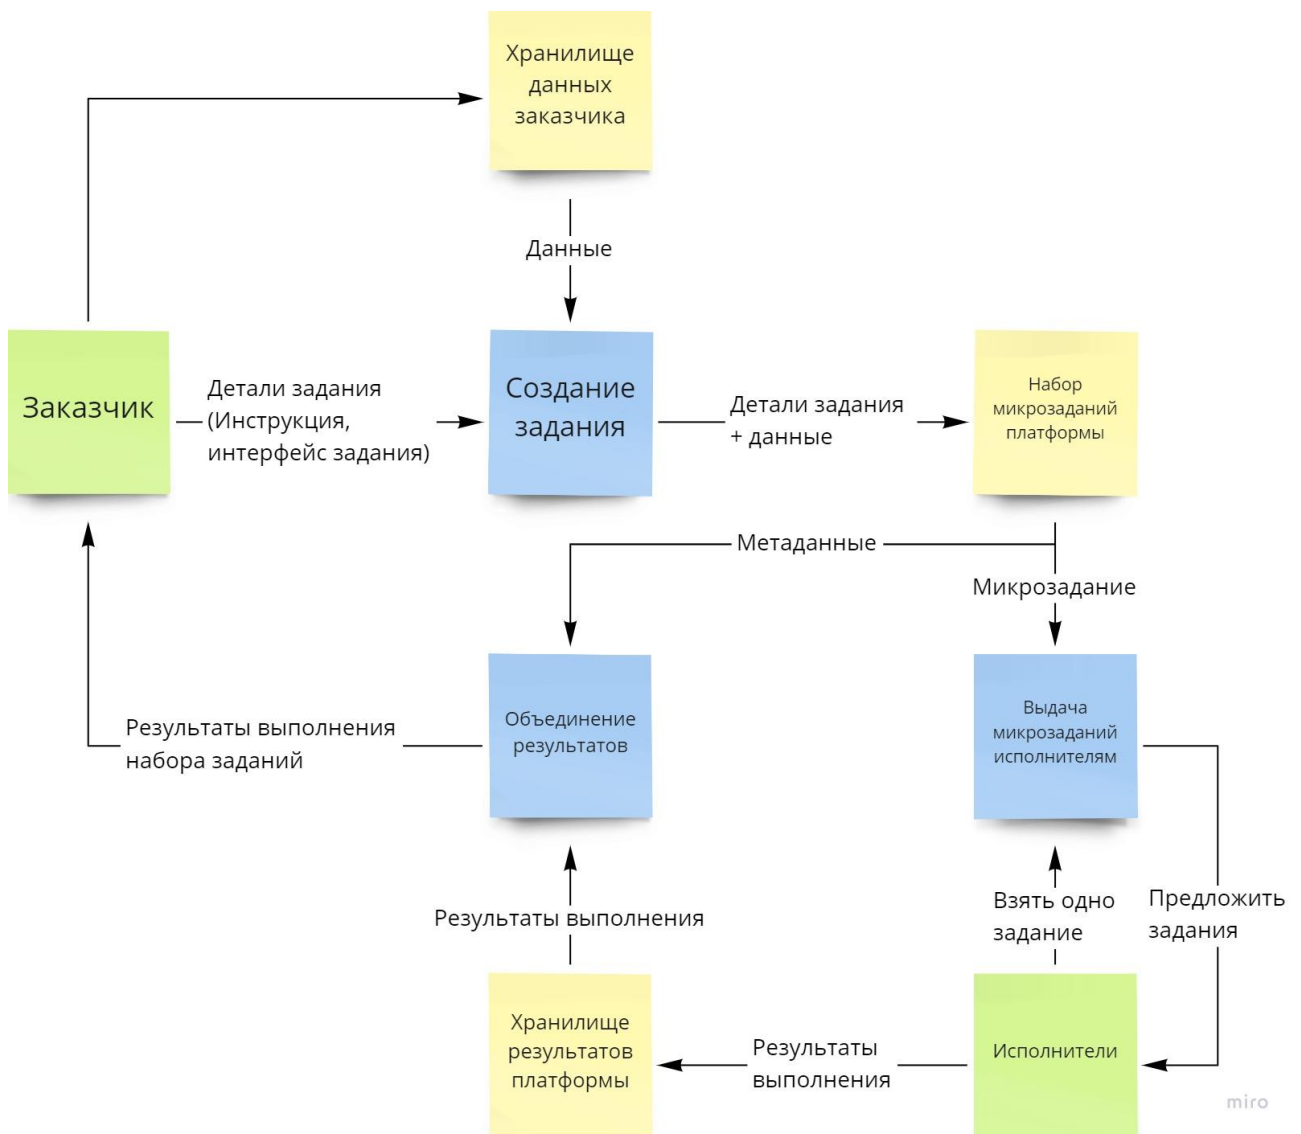 Хранилище
данных
заказчика
Данные
Заказчик
Детали задания
(Инструкция,
интерфейс задания)
Создание
задания
Детали задания
+ данные
Набор
микрозаданий
платформы
Метаданные
Микрозадание
Результаты выполнения
набора заданий
Объединение
результатов
Выдача
микрозаданий
исполнителям
Результаты выполнения
Взять одно
задание
Предложить
задания
Хранилище
результатов
платформы
Результаты
выполнения
Исполнители
miro